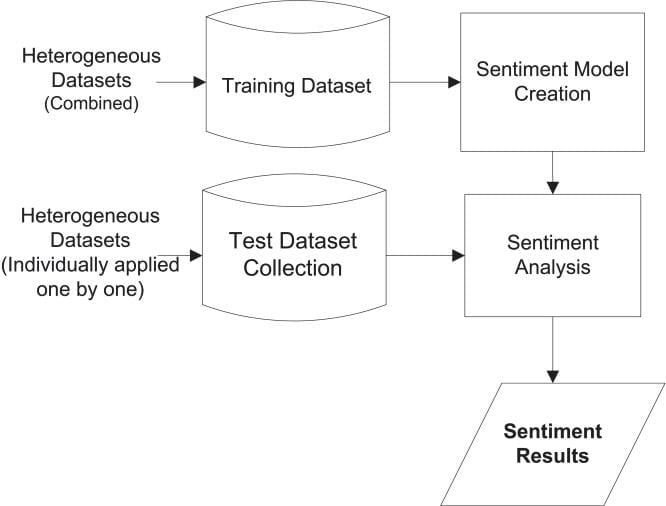 Heterogeneous
Datasets
(Combined)
Training Dataset
Sentiment Model
Creation
Heterogeneous
Datasets
(Individually applied
one by one)
Test Dataset
Collection
Sentiment
Analysis
Sentiment
Results